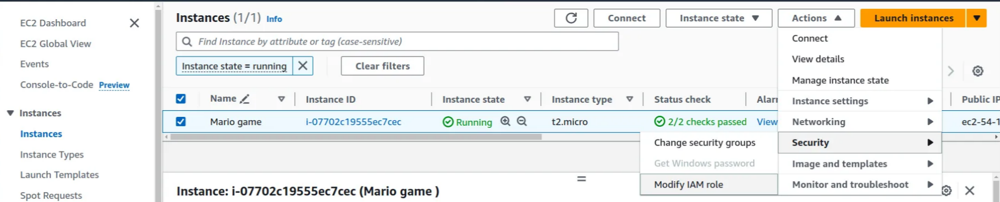 EC2 Dashboard
EC2 Global View
Events
Console-to-Code Preview
Instances
Instances
Instance Types
Launch Templates
Spot Requests
Instances (1/1) Info
Connect
Instance state
Actions
Launch instances
Find Instance by attribute or tag (case-sensitive)
Instance state = running
Clear filters
Name
Instance ID
Instance state
Instance type
Status check
Alarr
Public IP
Mario game
i-07702c19555ec7cec
Running
t2.micro
2/2 checks passed
View
ec2-54-1
Connect
View details
Manage instance state
Instance settings
Networking
Security
Image and templates
Monitor and troubleshoot
Change security groups
Get Windows password
Modify IAM role
Instance: i-07702c19555ec7cec (Mario game )